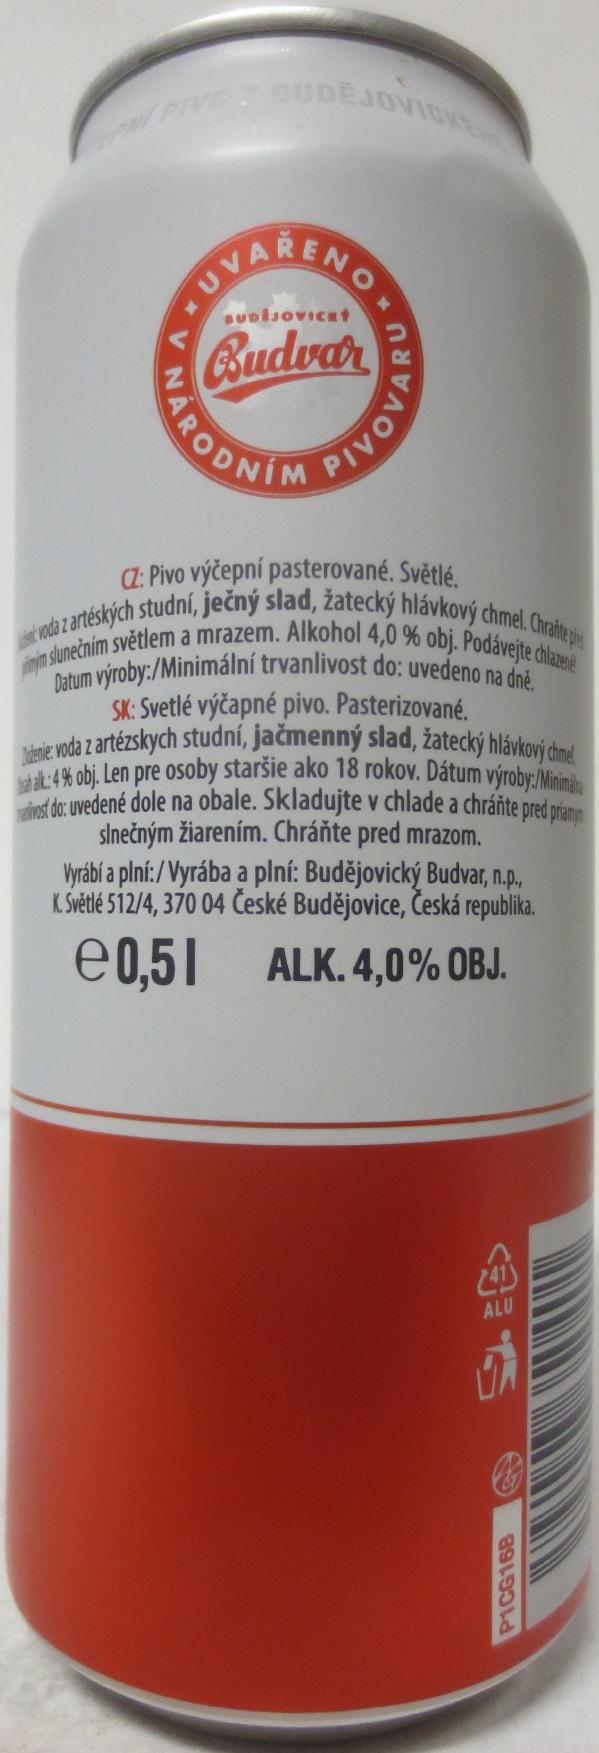 PIVO Z BUDĚJOVICKÉHO
UVAŘENO
V NÁRODNÍM PIVOVARU
BUDĚJOVICKÝ
Budvar
CZ: Pivo výčepní pasterované. Světlé.
voda z artéských studní, ječný slad, žatecký hlávkový chmel. Chraňte před
přímým slunečním světlem a mrazem. Alkohol 4,0 % obj. Podávejte chlazené!
Datum výroby:/Minimální trvanlivost do: uvedeno na dně.
SK: Svetlé výčapné pivo. Pasterizované.
Zloženie: voda z artézskych studní, jačmenný slad, žatecký hlávkový chmeľ.
Obsah alk.: 4 % obj. Len pre osoby staršie ako 18 rokov. Dátum výroby:/Minimálna
trvanlivosť do: uvedené dole na obale. Skladujte v chlade a chráňte pred priamym
slnečným žiarením. Chráňte pred mrazom.
Vyrábí a plní:/ Vyrába a plní: Budějovický Budvar, n.p.,
K. Světlé 512/4, 370 04 České Budějovice, Česká republika.
e 0,5 l ALK. 4,0 % OBJ.
41
ALU
P1CG16B